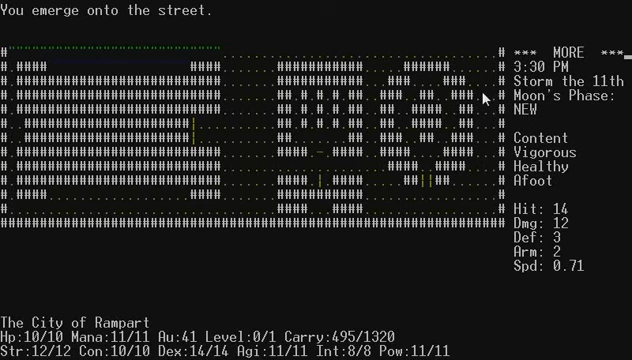 You emerge onto the street.
*** MORE ***
3:30 PM
Storm the 11th
Moon's Phase:
NEW
Content
Vigorous
Healthy
Afoot
Hit: 14
Dmg: 12
Def: 3
Arm: 2
Spd: 0.71
The City of Rampart
Hp:10/10 Mana:11/11 Au:41 Level:0/1 Carry:495/1320
Str:12/12 Con:10/10 Dex:14/14 Agi:11/11 Int:8/8 Pow:11/11